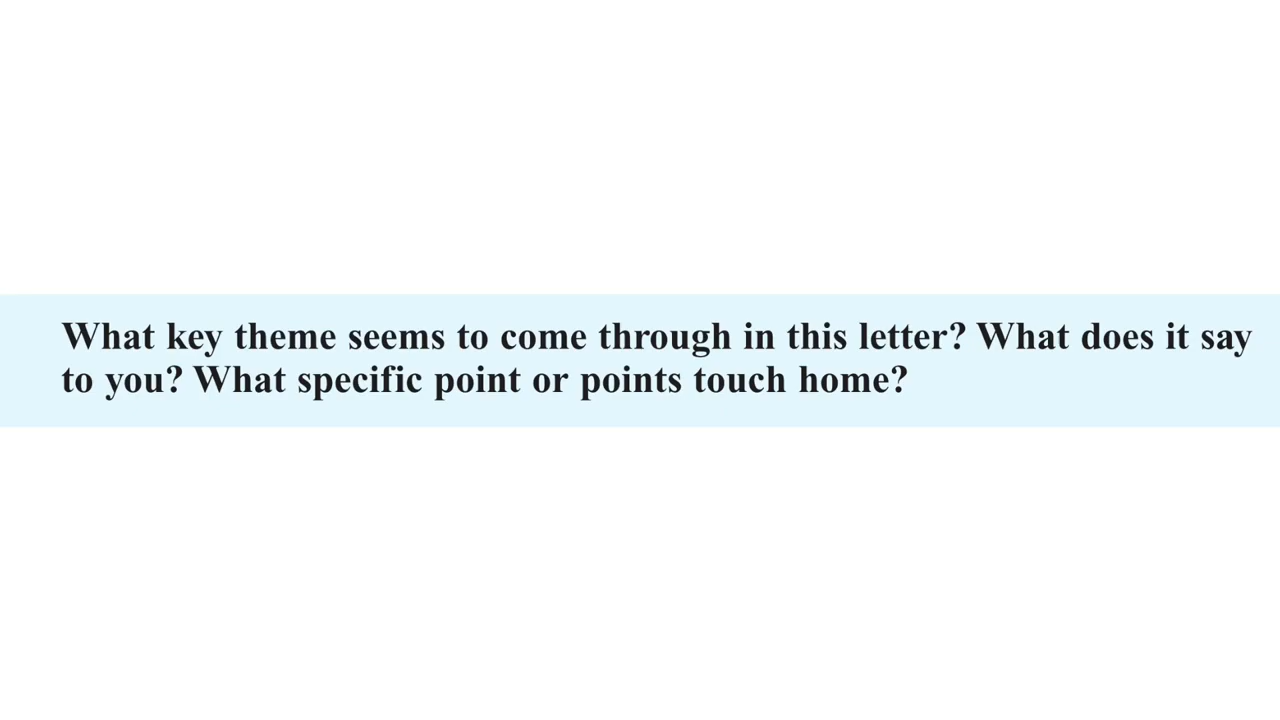 What key theme seems to come through in this letter? What does it say
to you? What specific point or points touch home?